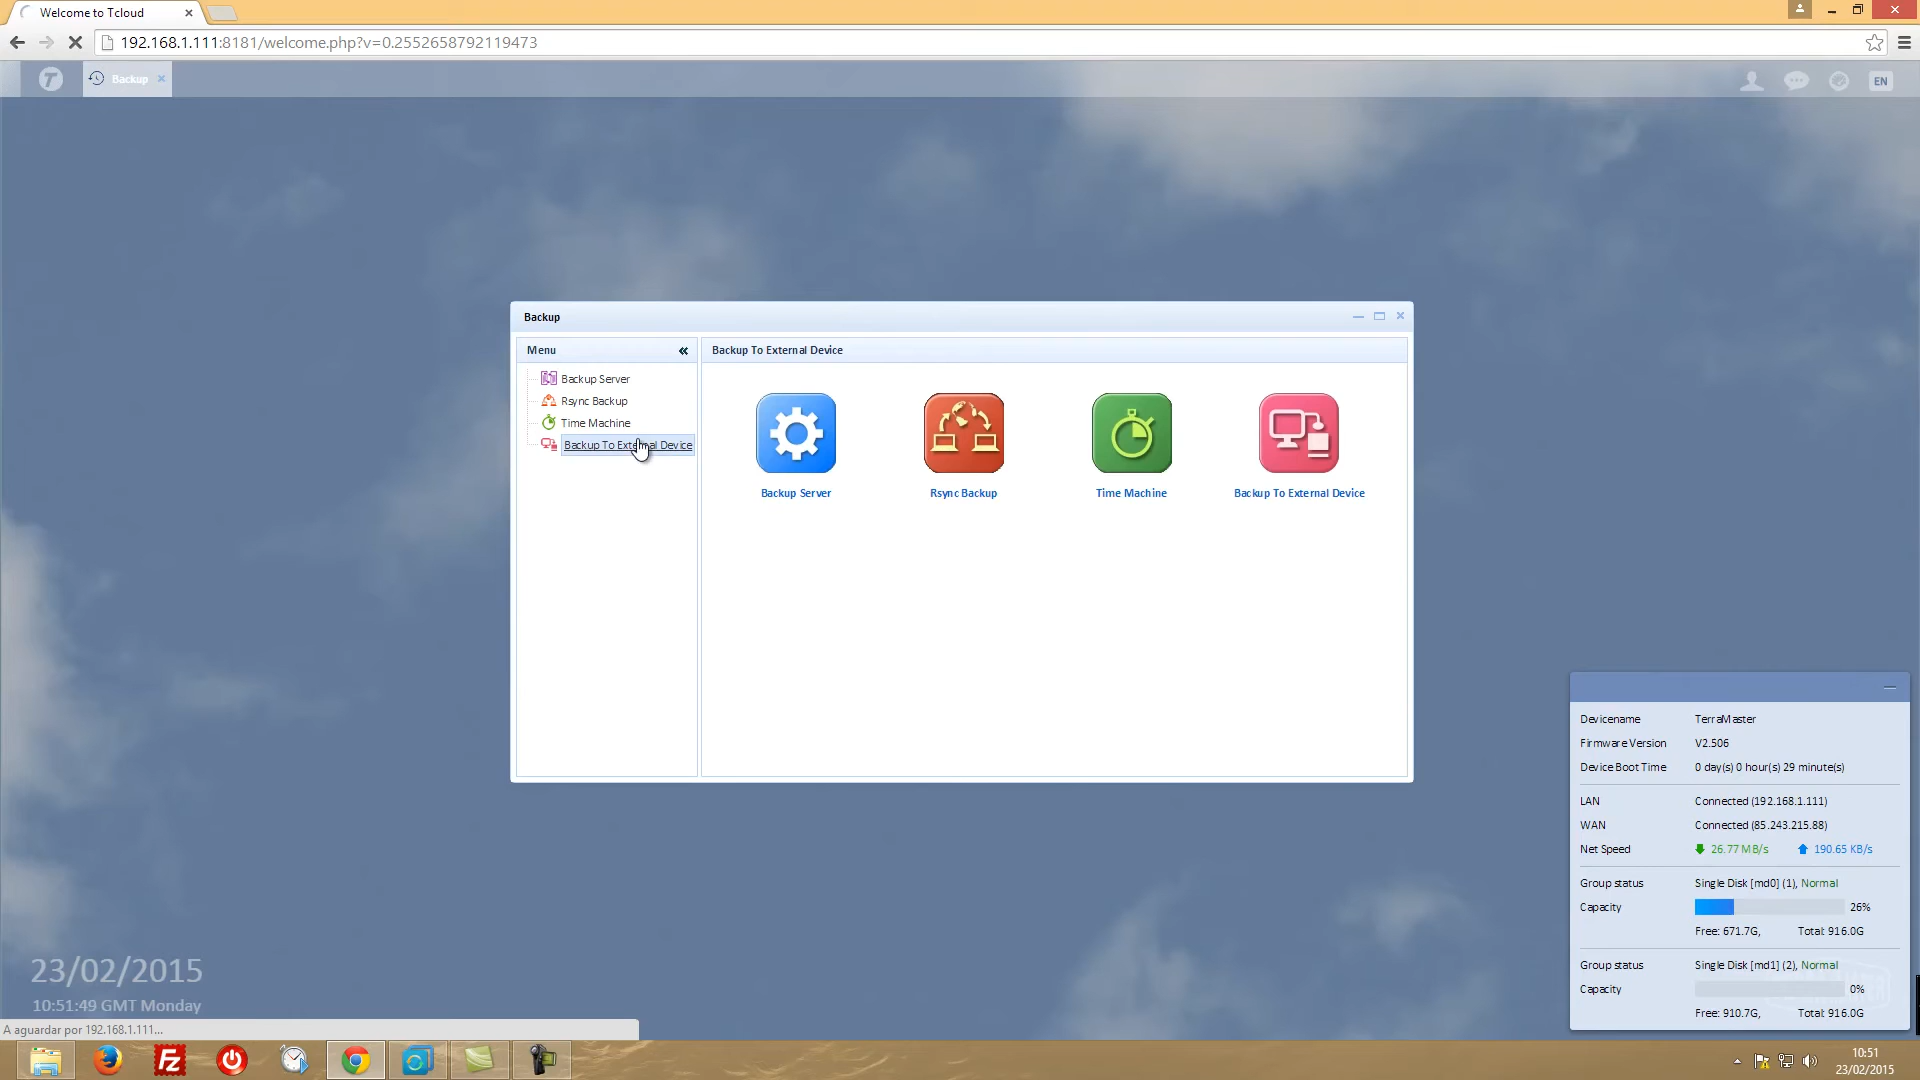 Welcome to Tcloud
192.168.1.111:8181/welcome.php?v=0.2552658792119473
Backup
EN
Backup
Menu
Backup To External Device
Backup Server
Rsync Backup
Time Machine
Backup To External Device
Backup Server
Rsync Backup
Time Machine
Backup To External Device
Devicename TerraMaster
Firmware Version V2.506
Device Boot Time 0 day(s) 0 hour(s) 29 minute(s)
LAN Connected (192.168.1.111)
WAN Connected (85.243.215.88)
Net Speed 26.77 MB/s 190.65 KB/s
Group status Single Disk [md0] (1), Normal
Capacity 26%
Free: 671.7G, Total: 916.0G
Group status Single Disk [md1] (2), Normal
Capacity 0%
Free: 910.7G, Total: 916.0G
23/02/2015
10:51:49 GMT Monday
A aguardar por 192.168.1.111...
10:51
23/02/2015